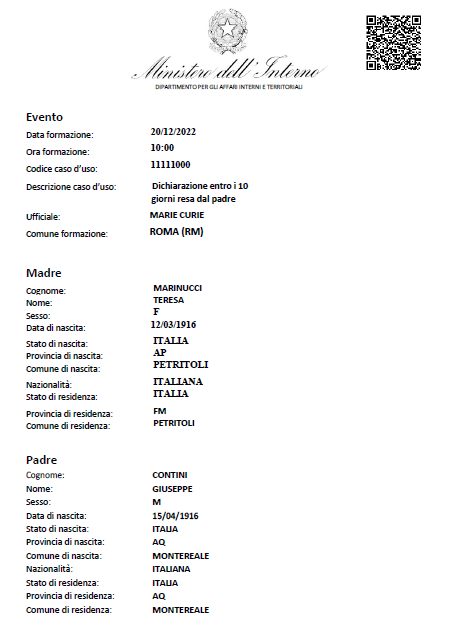 Ministero dell'Interno
DIPARTIMENTO PER GLI AFFARI INTERNI E TERRITORIALI
Evento
Data formazione: 20/12/2022
Ora formazione: 10:00
Codice caso d'uso: 11111000
Descrizione caso d'uso: Dichiarazione entro i 10
giorni resa dal padre
Ufficiale: MARIE CURIE
Comune formazione: ROMA (RM)
Madre
Cognome: MARINUCCI
Nome: TERESA
Sesso: F
Data di nascita: 12/03/1916
Stato di nascita: ITALIA
Provincia di nascita: AP
Comune di nascita: PETRITOLI
Nazionalità: ITALIANA
Stato di residenza: ITALIA
Provincia di residenza: FM
Comune di residenza: PETRITOLI
Padre
Cognome: CONTINI
Nome: GIUSEPPE
Sesso: M
Data di nascita: 15/04/1916
Stato di nascita: ITALIA
Provincia di nascita: AQ
Comune di nascita: MONTEREALE
Nazionalità: ITALIANA
Stato di residenza: ITALIA
Provincia di residenza: AQ
Comune di residenza: MONTEREALE